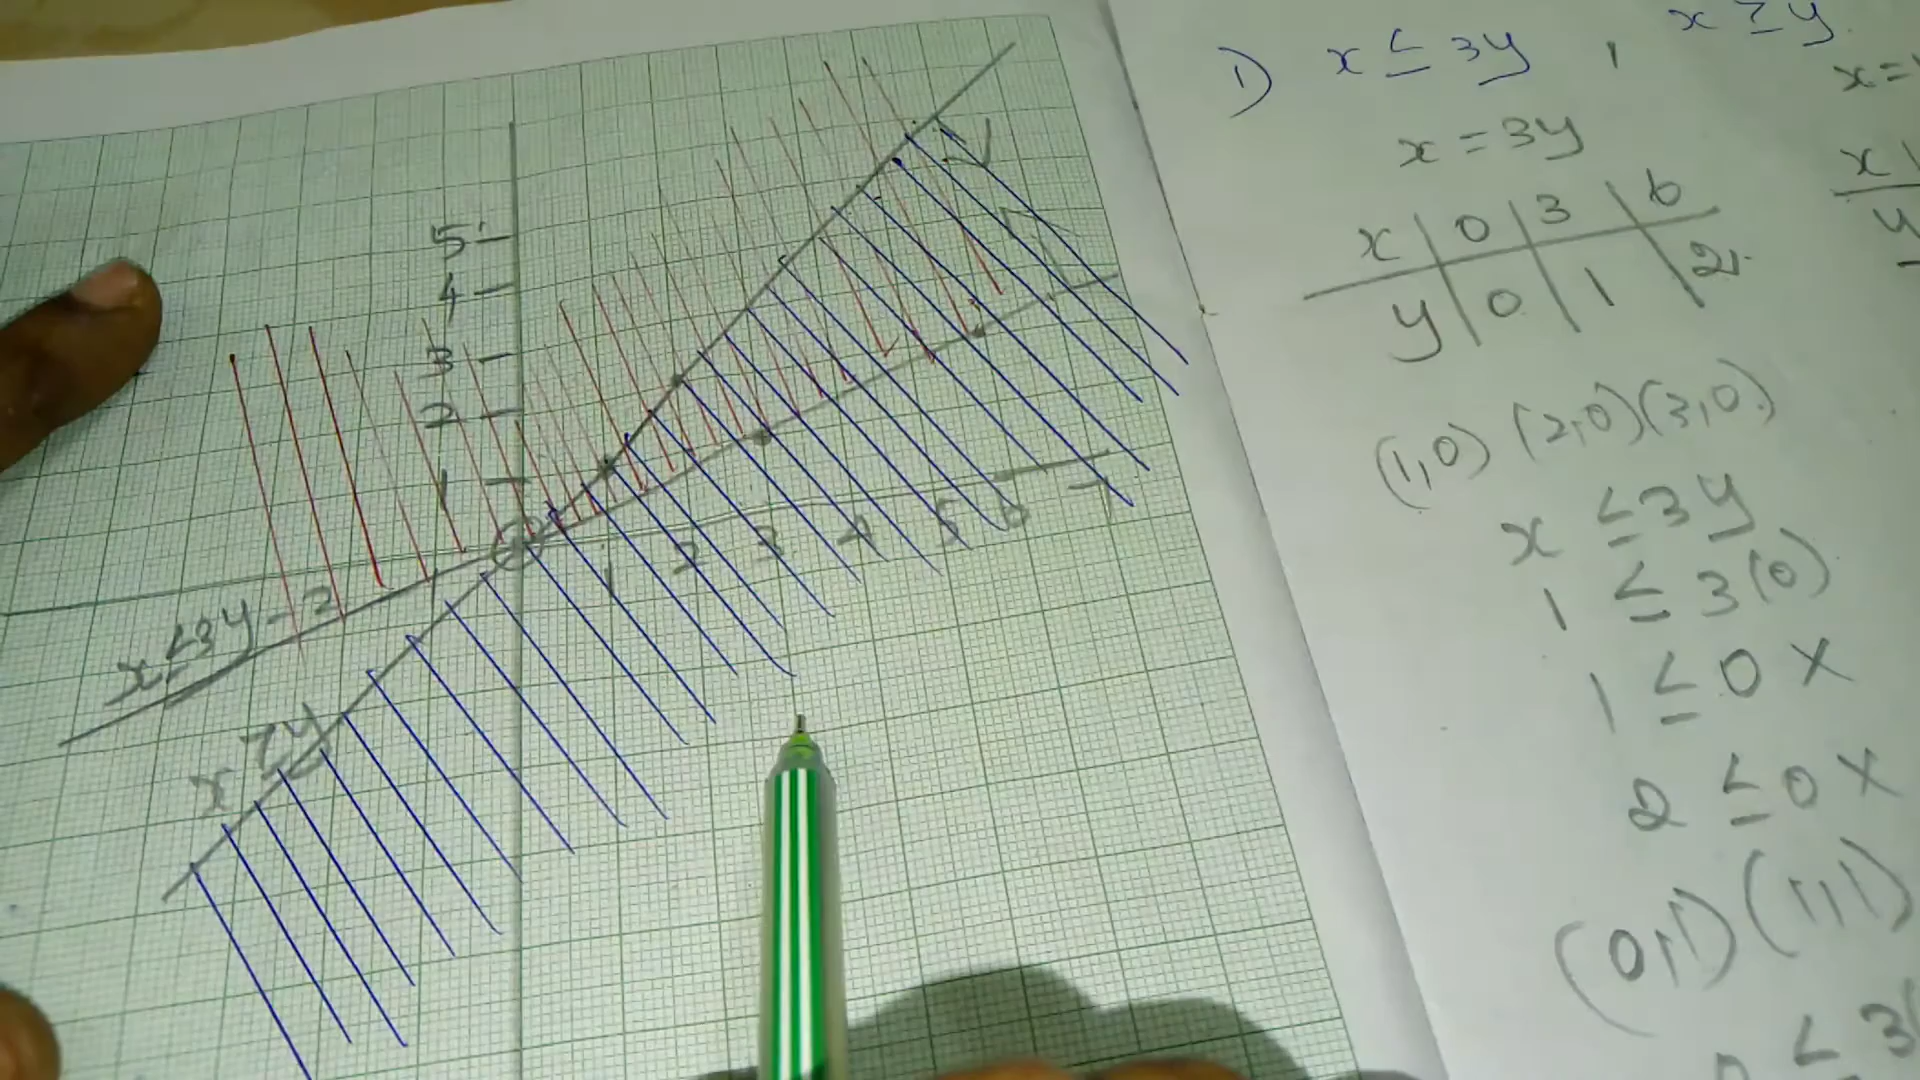 5
4
3
2
1
1 2 3 4 5 6 7
x ≤ 3y
x ≥ y
1) x ≤ 3y , x ≥ y
x = 3y
x = 
x | 0 | 3 | 6
y | 0 | 1 | 2
x
y
(1,0) (2,0) (3,0)
x ≤ 3y
1 ≤ 3(0)
1 ≤ 0 X
2 ≤ 0 X
(0,1) (1,1)
≤ 3